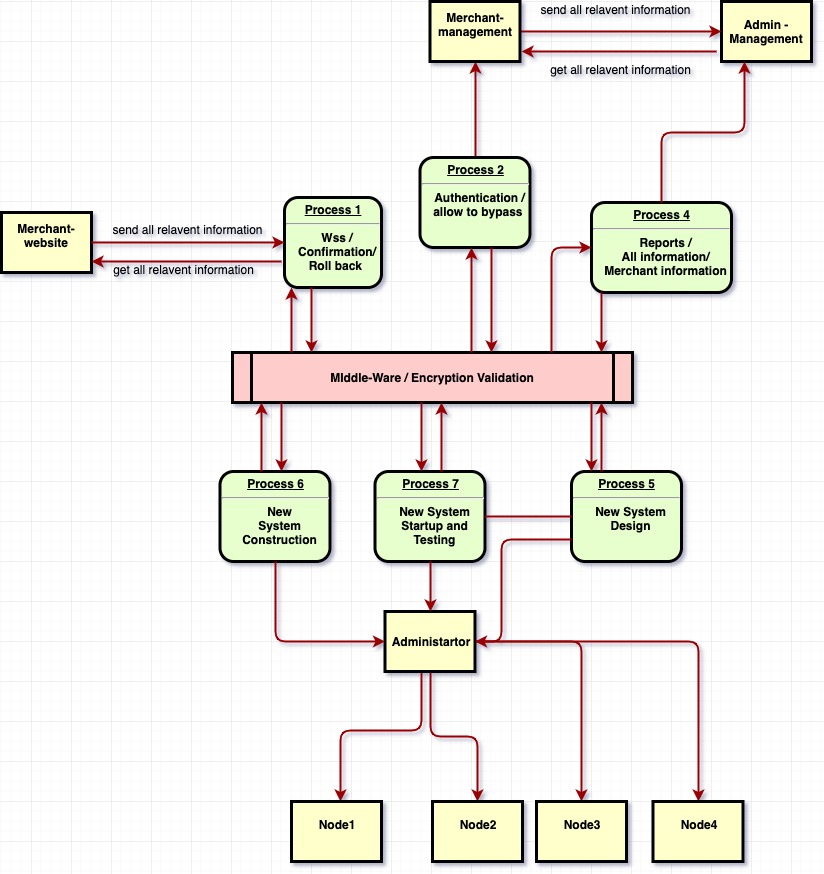 send all relavent information
Merchant-
management
Admin -
Management
get all relavent information
Process 2
Authentication /
allow to bypass
Process 1
Wss /
Confirmation/
Roll back
Process 4
Reports /
All information/
Merchant information
Merchant-
website
send all relavent information
get all relavent information
MIddle-Ware / Encryption Validation
Process 6
New
System
Construction
Process 7
New System
Startup and
Testing
Process 5
New System
Design
Administartor
Node1
Node2
Node3
Node4